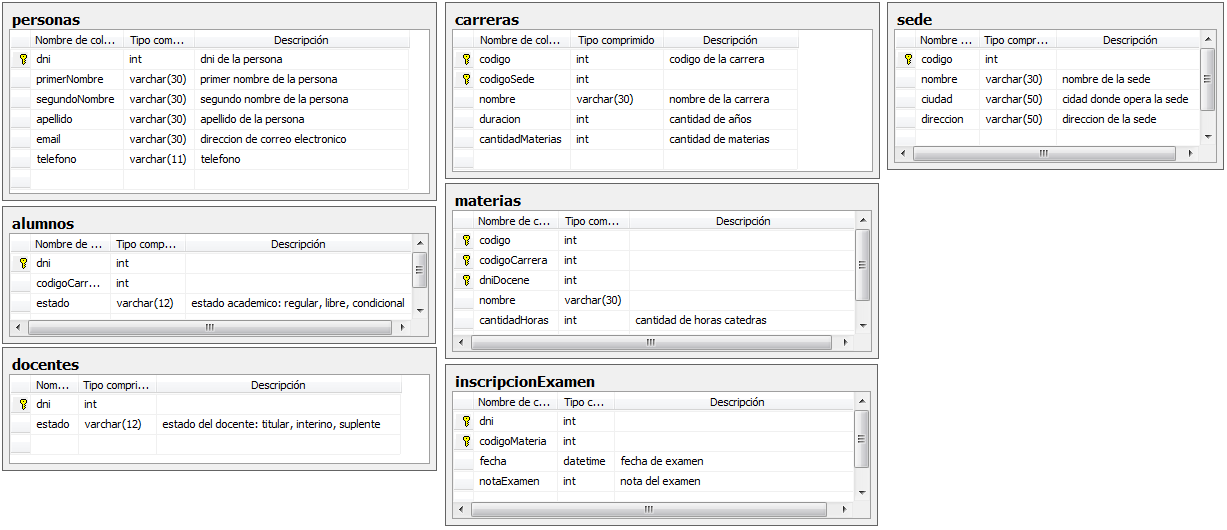 personas
Nombre de col... Tipo com... Descripción
dni int dni de la persona
primerNombre varchar(30) primer nombre de la persona
segundoNombre varchar(30) segundo nombre de la persona
apellido varchar(30) apellido de la persona
email varchar(30) direccion de correo electronico
telefono varchar(11) telefono
alumnos
Nombre de ... Tipo comp... Descripción
dni int
codigoCarr... int
estado varchar(12) estado academico: regular, libre, condicional
docentes
Nom... Tipo compri... Descripción
dni int
estado varchar(12) estado del docente: titular, interino, suplente
carreras
Nombre de col... Tipo comprimido Descripción
codigo int codigo de la carrera
codigoSede int
nombre varchar(30) nombre de la carrera
duracion int cantidad de años
cantidadMaterias int cantidad de materias
materias
Nombre de c... Tipo com... Descripción
codigo int
codigoCarrera int
dniDocene int
nombre varchar(30)
cantidadHoras int cantidad de horas catedras
inscripcionExamen
Nombre de c... Tipo c... Descripción
dni int
codigoMateria int
fecha datetime fecha de examen
notaExamen int nota del examen
sede
Nombre ... Tipo compr... Descripción
codigo int
nombre varchar(30) nombre de la sede
ciudad varchar(50) cidad donde opera la sede
direccion varchar(50) direccion de la sede